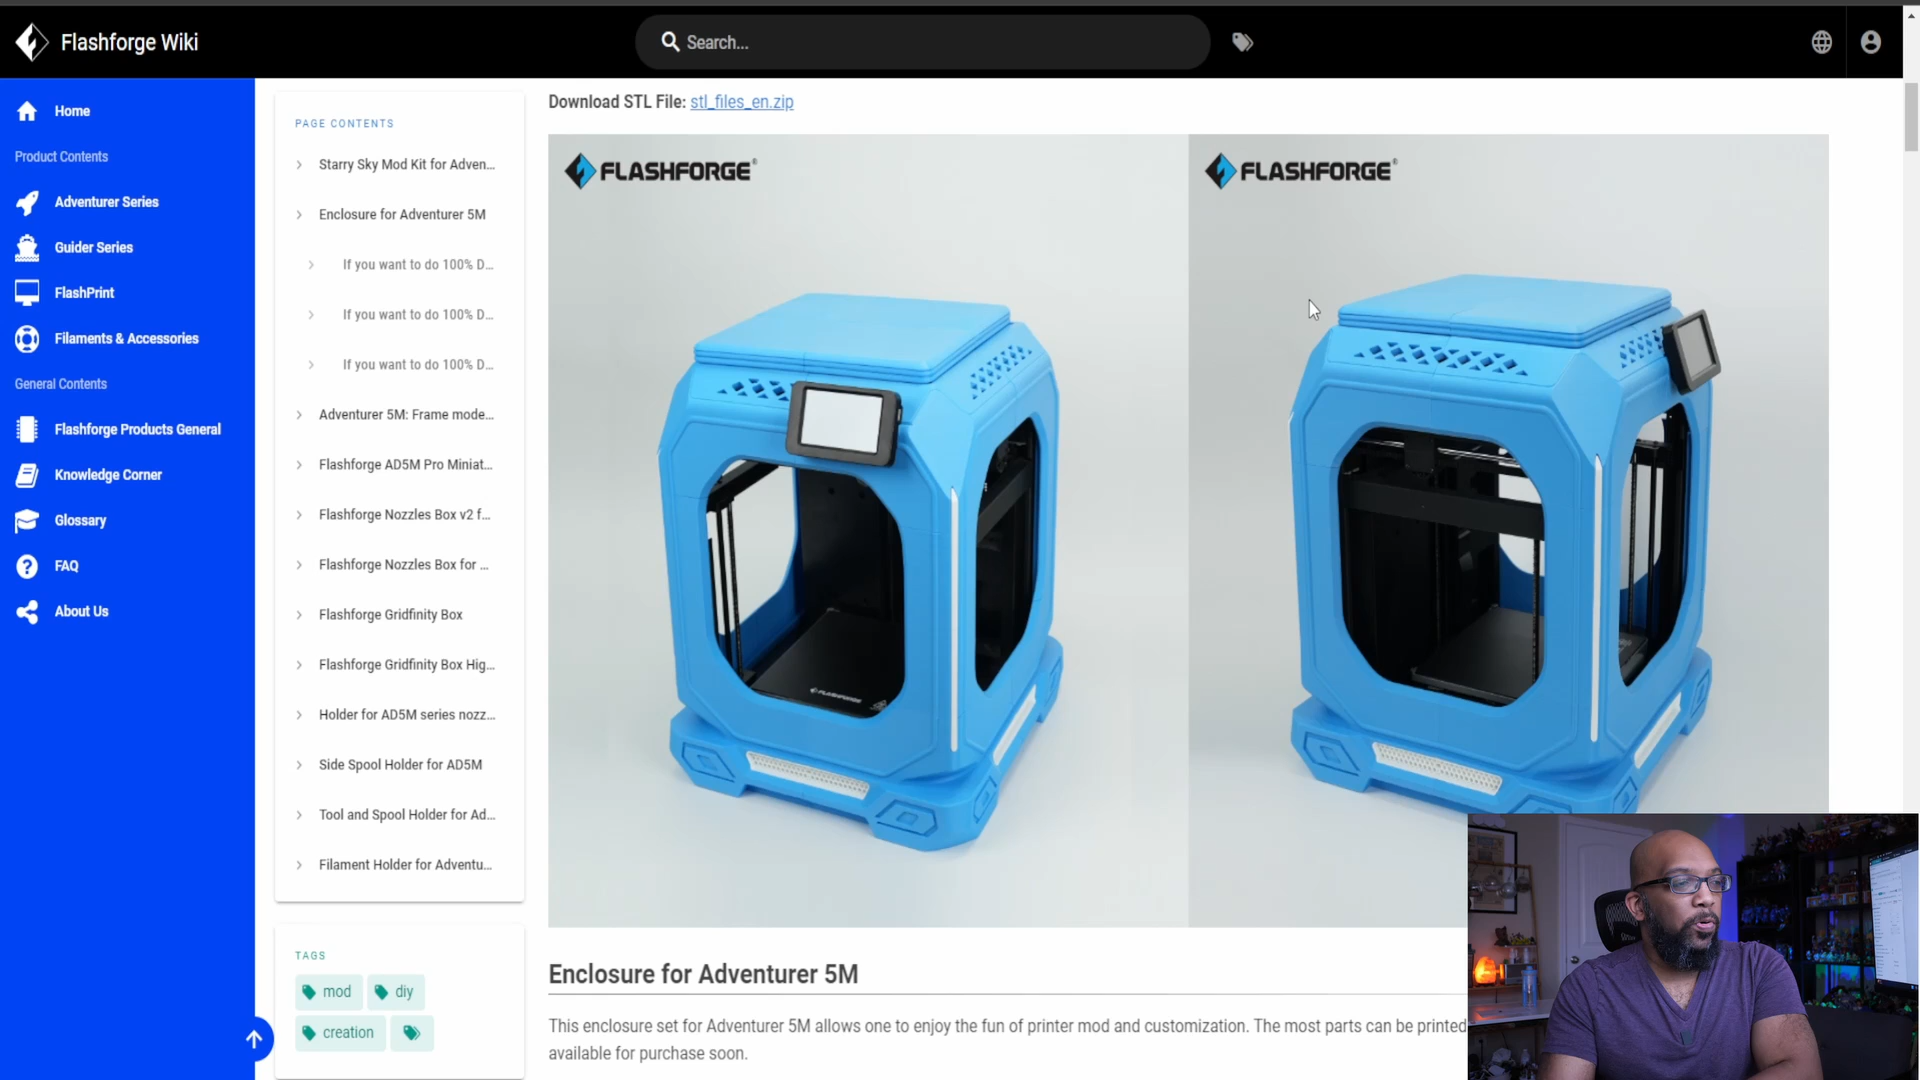 Flashforge Wiki
Search...
Home
Product Contents
Adventurer Series
Guider Series
FlashPrint
Filaments & Accessories
General Contents
Flashforge Products General
Knowledge Corner
Glossary
FAQ
About Us
PAGE CONTENTS
Starry Sky Mod Kit for Adven...
Enclosure for Adventurer 5M
If you want to do 100% D...
If you want to do 100% D...
If you want to do 100% D...
Adventurer 5M: Frame mode...
Flashforge AD5M Pro Miniat...
Flashforge Nozzles Box v2 f...
Flashforge Nozzles Box for ...
Flashforge Gridfinity Box
Flashforge Gridfinity Box Hig...
Holder for AD5M series nozz...
Side Spool Holder for AD5M
Tool and Spool Holder for Ad...
Filament Holder for Adventu...
TAGS
mod
diy
creation
Download STL File: stl_files_en.zip
FLASHFORGE®
FLASHFORGE®
FLASHFORGE
Enclosure for Adventurer 5M
This enclosure set for Adventurer 5M allows one to enjoy the fun of printer mod and customization. The most parts can be printed
available for purchase soon.